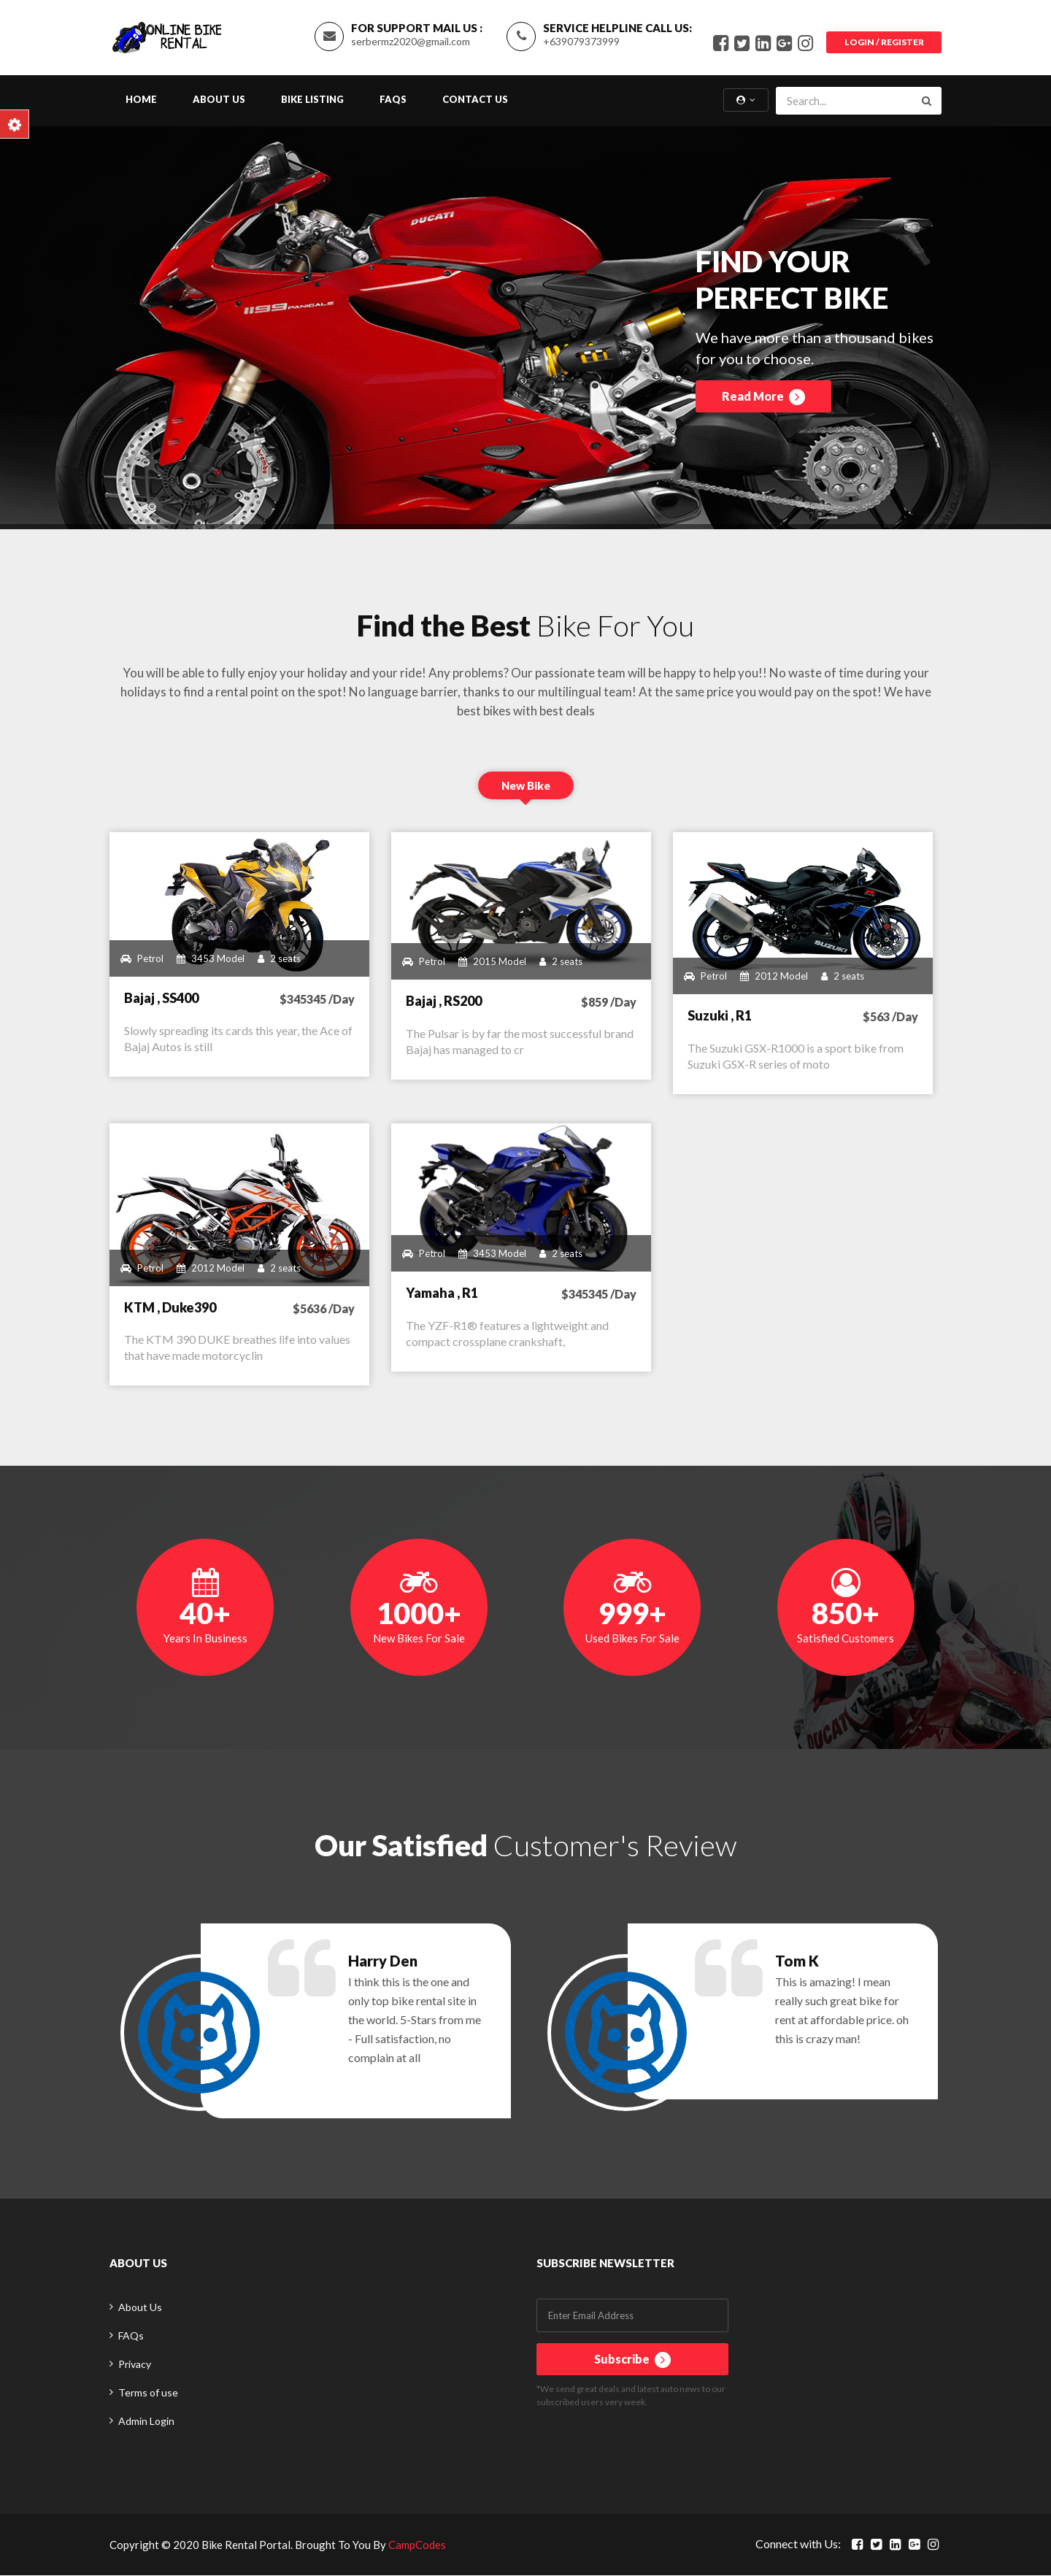 ONLINE BIKE
RENTAL
FOR SUPPORT MAIL US :
serbermz2020@gmail.com
SERVICE HELPLINE CALL US:
+639079373999
LOGIN / REGISTER
HOME
ABOUT US
BIKE LISTING
FAQS
CONTACT US
Search...
DUCATI
1199 PANIGALE
brembo
FIND YOUR
PERFECT BIKE
We have more than a thousand bikes
for you to choose.
Read More
Find the Best Bike For You
You will be able to fully enjoy your holiday and your ride! Any problems? Our passionate team will be happy to help you!! No waste of time during your
holidays to find a rental point on the spot! No language barrier, thanks to our multilingual team! At the same price you would pay on the spot! We have
best bikes with best deals
New Bike
Petrol 3453 Model 2 seats
Bajaj , SS400 $345345 /Day
Slowly spreading its cards this year, the Ace of
Bajaj Autos is still
Petrol 2015 Model 2 seats
Bajaj , RS200 $859 /Day
The Pulsar is by far the most successful brand
Bajaj has managed to cr
SUZUKI
Petrol 2012 Model 2 seats
Suzuki , R1 $563 /Day
The Suzuki GSX-R1000 is a sport bike from
Suzuki GSX-R series of moto
DUKE
Petrol 2012 Model 2 seats
KTM , Duke390 $5636 /Day
The KTM 390 DUKE breathes life into values
that have made motorcyclin
Petrol 3453 Model 2 seats
Yamaha , R1 $345345 /Day
The YZF-R1® features a lightweight and
compact crossplane crankshaft,
40+
Years In Business
1000+
New Bikes For Sale
999+
Used Bikes For Sale
850+
Satisfied Customers
DUCATI
Our Satisfied Customer's Review
Harry Den
I think this is the one and
only top bike rental site in
the world. 5-Stars from me
- Full satisfaction, no
complain at all
Tom K
This is amazing! I mean
really such great bike for
rent at affordable price. oh
this is crazy man!
ABOUT US
About Us
FAQs
Privacy
Terms of use
Admin Login
SUBSCRIBE NEWSLETTER
Enter Email Address
Subscribe
*We send great deals and latest auto news to our
subscribed users very week.
Copyright © 2020 Bike Rental Portal. Brought To You By CampCodes
Connect with Us: